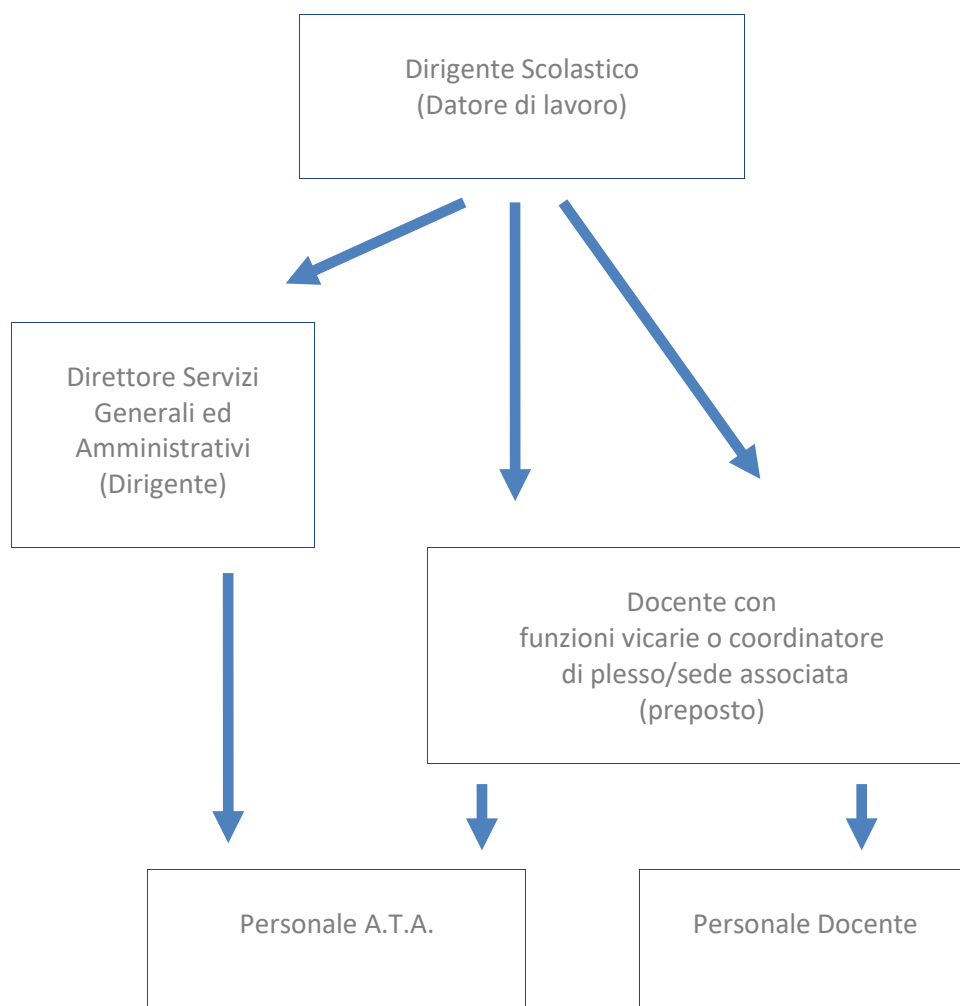 Dirigente Scolastico
(Datore di lavoro)
Direttore Servizi
Generali ed
Amministrativi
(Dirigente)
Docente con
funzioni vicarie o coordinatore
di plesso/sede associata
(preposto)
Personale A.T.A.
Personale Docente